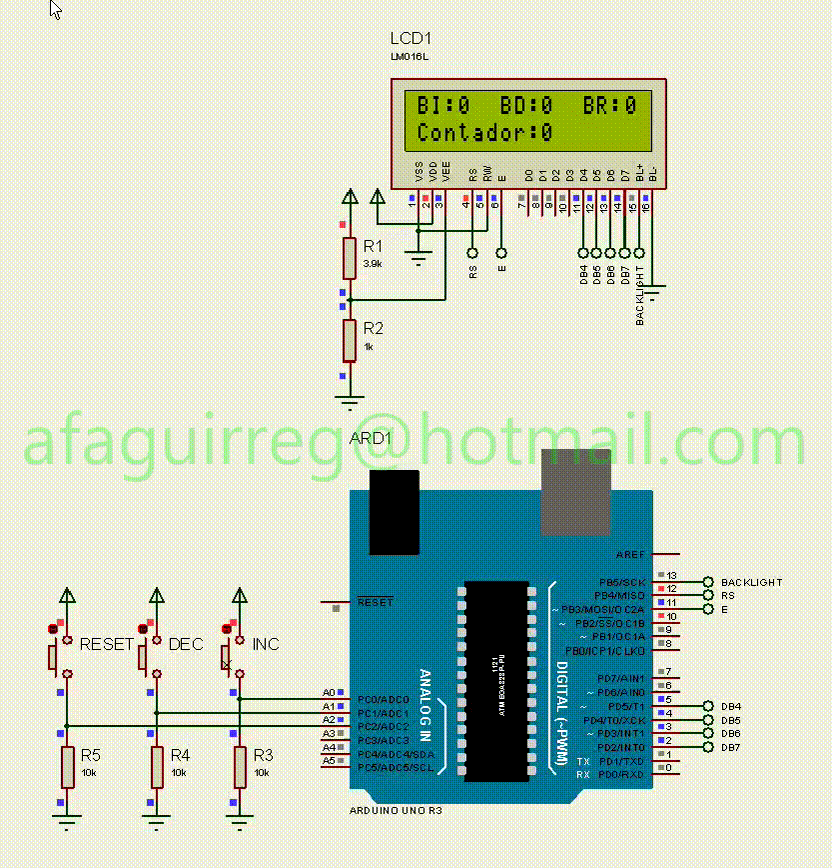 LCD1
LM016L
BI:0 BD:0 BR:0
Contador:0
VSS VDD VEE RS RW E D0 D1 D2 D3 D4 D5 D6 D7 BL+ BL-
1 2 3 4 5 6 7 8 9 10 11 12 13 14 15 16
RS E DB4 DB5 DB6 DB7 BACKLIGHT
R1
3.9k
R2
1k
afaguirreg@hotmail.com
ARD1
AREF
PB5/SCK 13 BACKLIGHT
RESET
PB4/MISO 12 RS
~ PB3/MOSI/OC2A 11 E
~ PB2/SS/OC1B 10
~ PB1/OC1A 9
PB0/ICP1/CLKO 8
RESET DEC INC
ATMEGA328P-PU
1121
ANALOG IN
DIGITAL (~PWM)
PD7/AIN1 7
~ PD6/AIN0 6
~ PD5/T1 5 DB4
PD4/T0/XCK 4 DB5
~ PD3/INT1 3 DB6
PD2/INT0 2 DB7
TX PD1/TXD 1
RX PD0/RXD 0
A0 PC0/ADC0
A1 PC1/ADC1
A2 PC2/ADC2
A3 PC3/ADC3
A4 PC4/ADC4/SDA
A5 PC5/ADC5/SCL
R5 R4 R3
10k 10k 10k
ARDUINO UNO R3